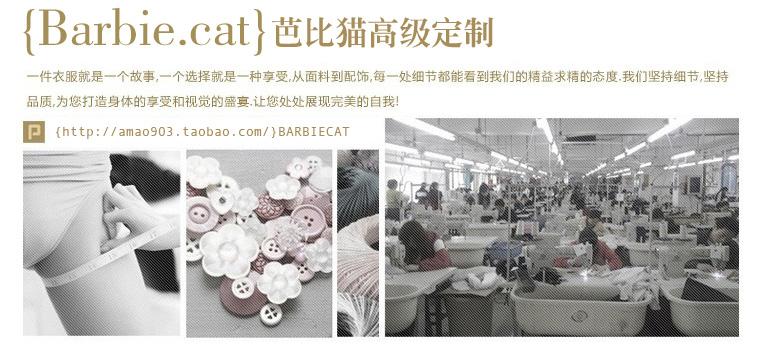 {Barbie.cat}芭比猫高级定制
一件衣服就是一个故事,一个选择就是一种享受,从面料到配饰,每一处细节都能看到我们的精益求精的态度.我们坚持细节,坚持
品质,为您打造身体的享受和视觉的盛宴.让您处处展现完美的自我!
P {http://amao903.taobao.com/}BARBIECAT